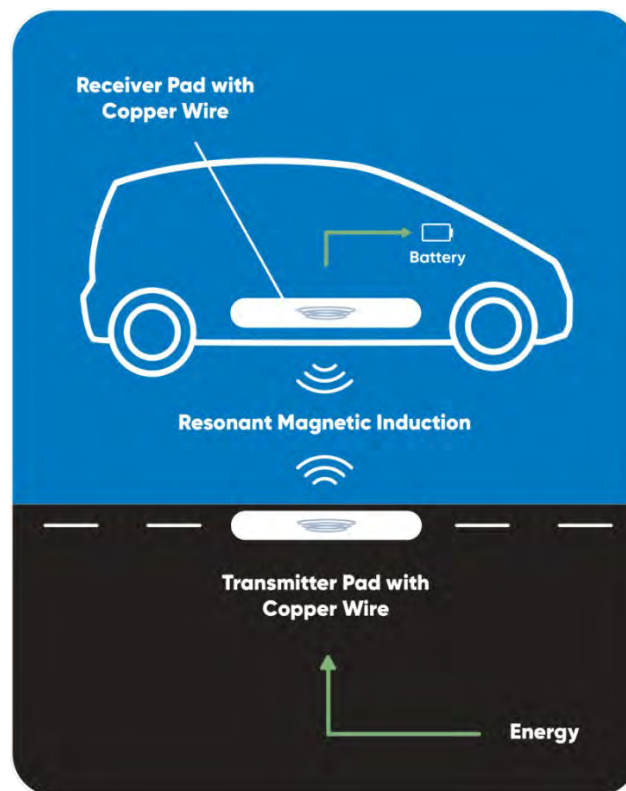 Receiver Pad with
Copper Wire
Battery
Resonant Magnetic Induction
Transmitter Pad with
Copper Wire
Energy